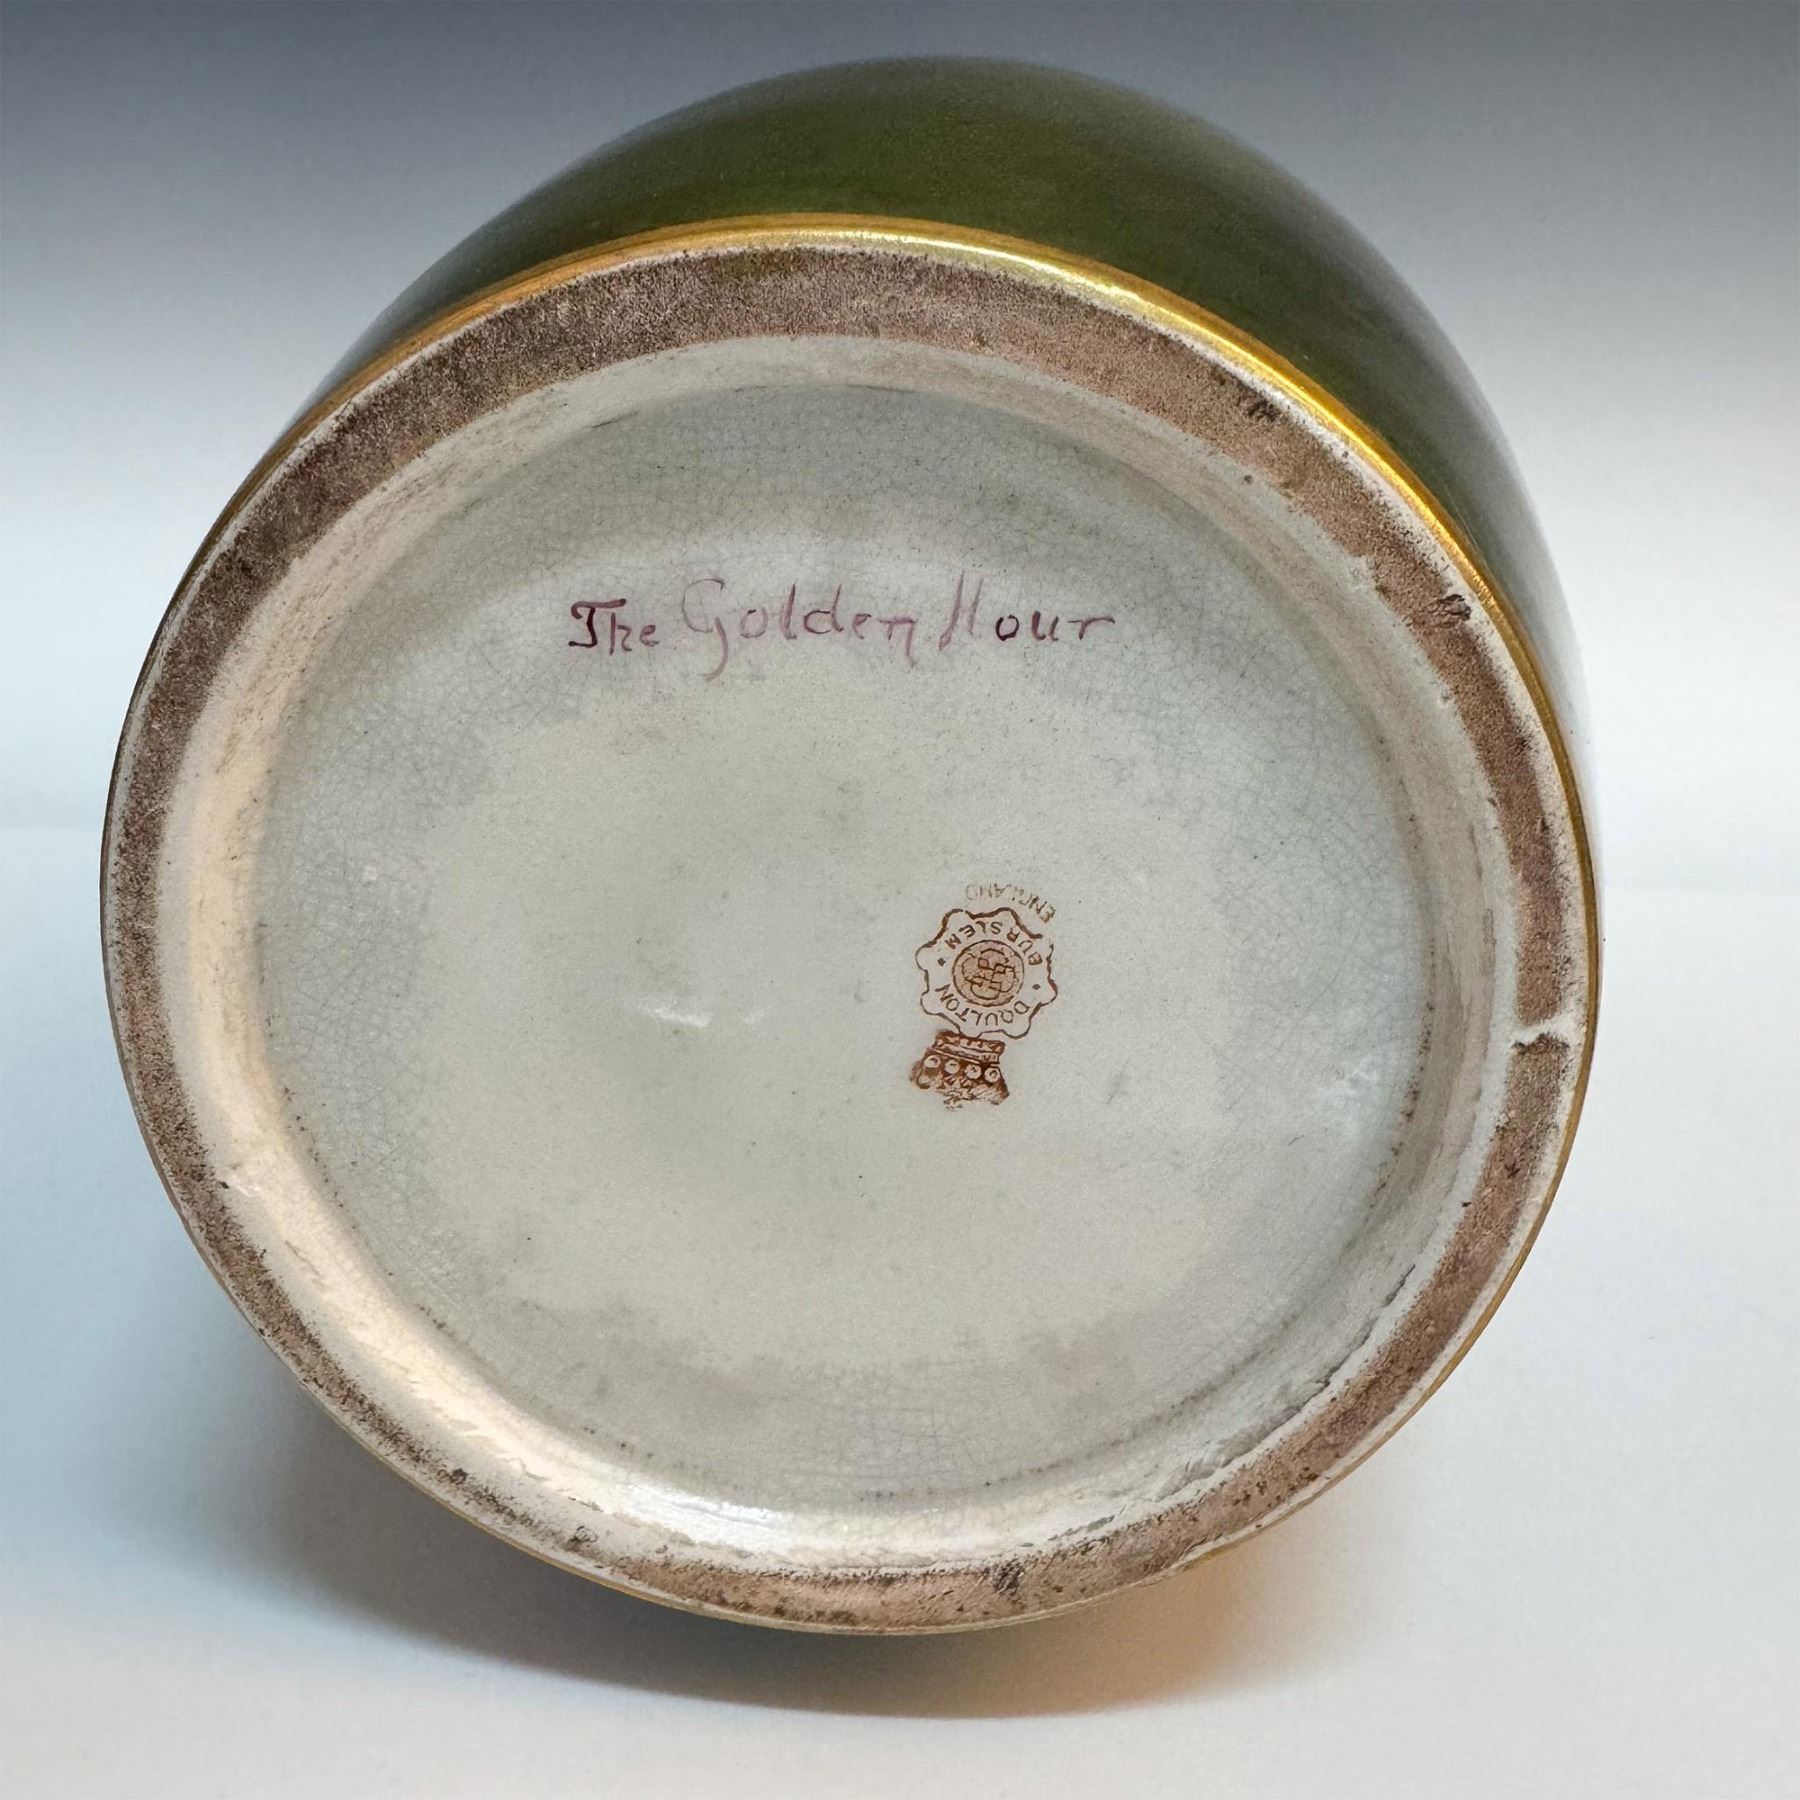 The Golden Hour
DOULTON
BURSLEM
ENGLAND